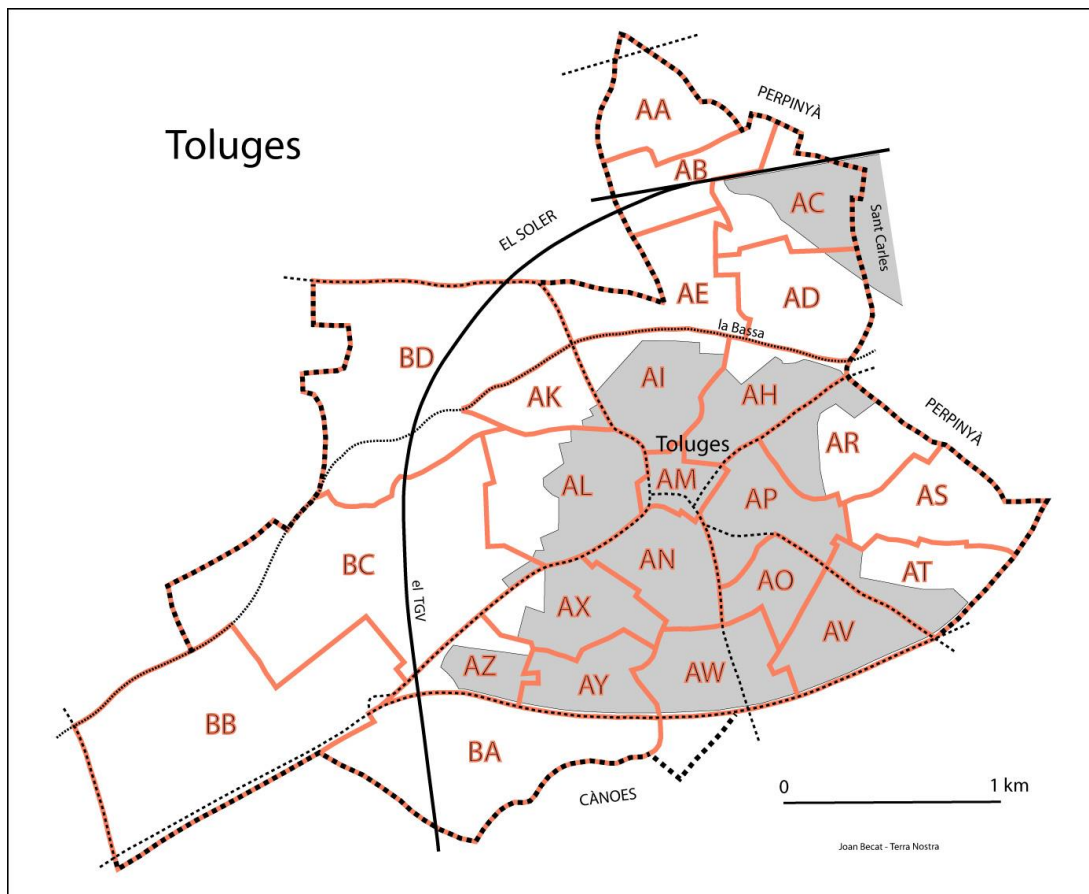 Toluges
AA
PERPINYÀ
AB
AC
Sant Carles
EL SOLER
AE
AD
la Bassa
BD
AI
AK
AH
PERPINYÀ
Toluges
AR
AL
AM
AP
AS
BC
AN
AO
AT
el TGV
AX
AV
AZ
AY
AW
BB
BA
CÀNOES
0
1 km
Joan Becat - Terra Nostra